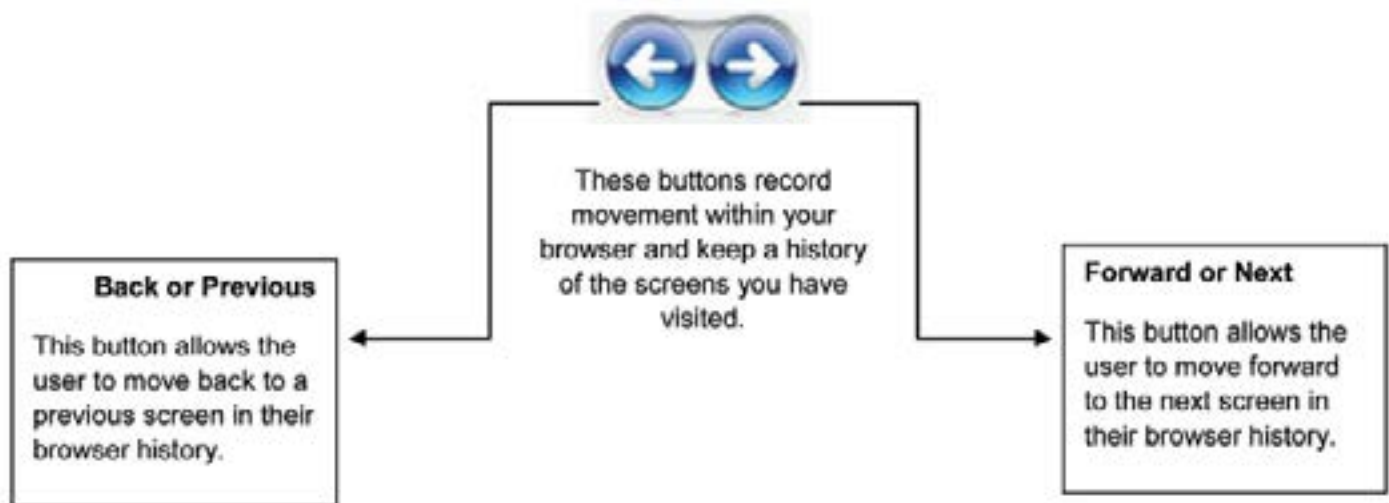 These buttons record
movement within your
browser and keep a history
of the screens you have
visited.
Back or Previous
This button allows the
user to move back to a
previous screen in their
browser history.
Forward or Next
This button allows the
user to move forward
to the next screen in
their browser history.